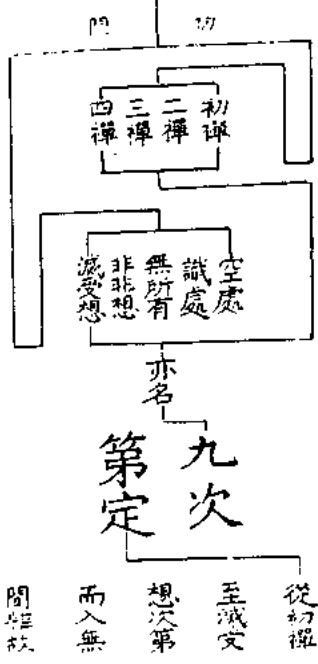 初禪
二禪
三禪
四禪
空處
識處
無所有
非非想
滅受想
亦名
九次
第定
從初禪
至滅受
想次第
而入無
間雜故